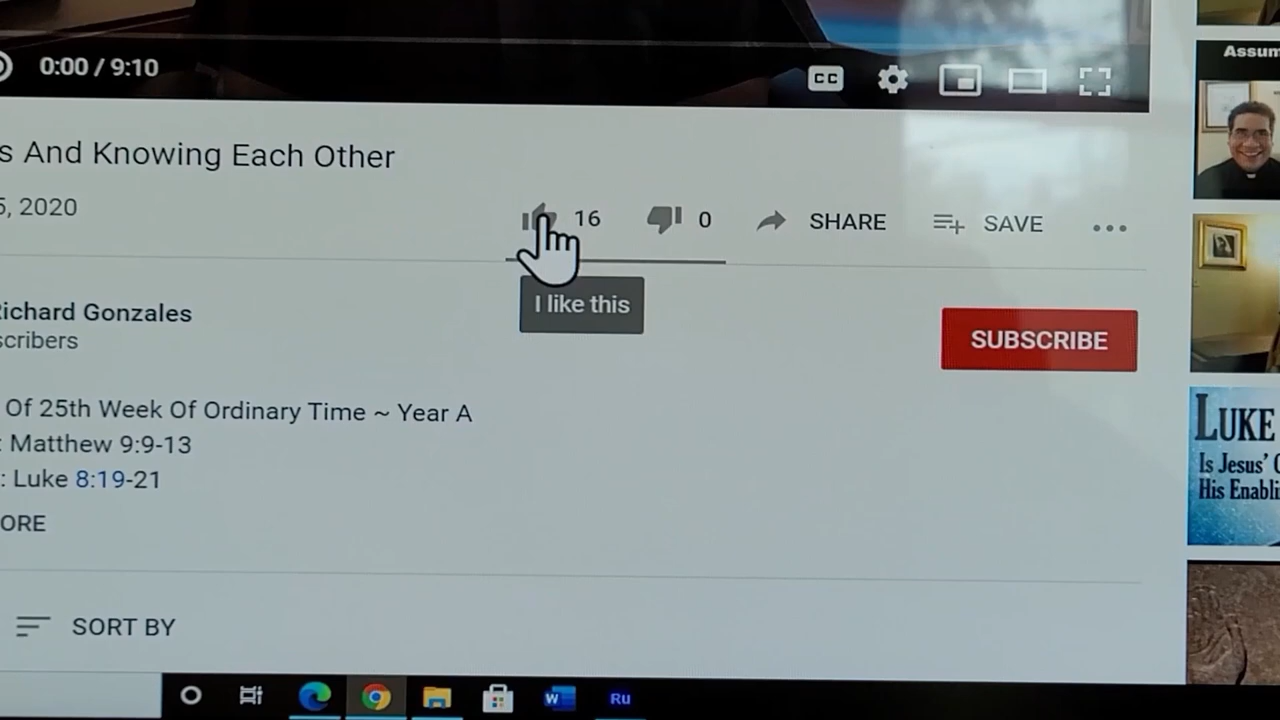 0:00 / 9:10
CC
Assum
s And Knowing Each Other
5, 2020
16
0
SHARE
SAVE
I like this
Richard Gonzales
scribers
SUBSCRIBE
Of 25th Week Of Ordinary Time ~ Year A
: Matthew 9:9-13
: Luke 8:19-21
ORE
LUKE
Is Jesus'
His Enabli
SORT BY
W
Ru